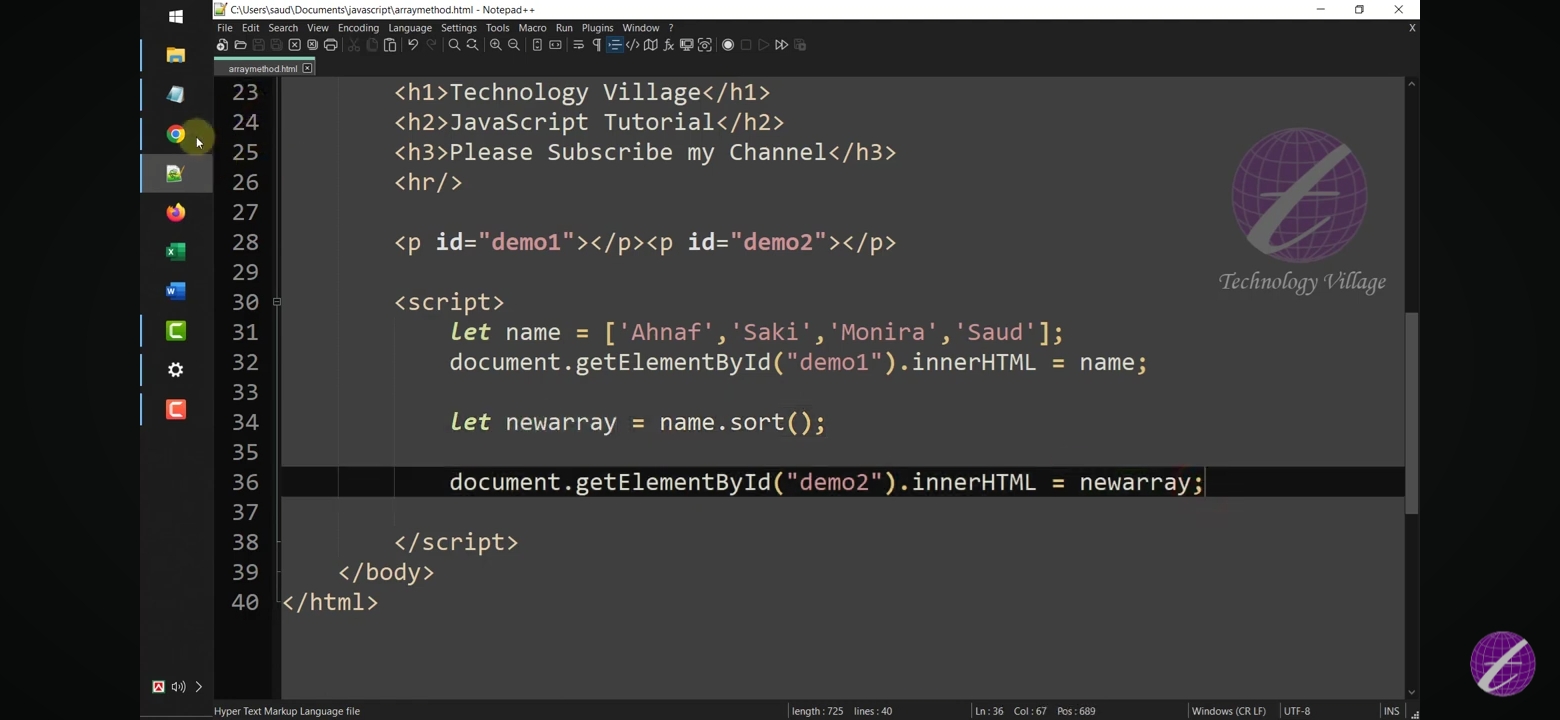 C:\Users\saud\Documents\javascript\arraymethod.html - Notepad++
File Edit Search View Encoding Language Settings Tools Macro Run Plugins Window ? X
arraymethod.html
23 <h1>Technology Village</h1>
24 <h2>JavaScript Tutorial</h2>
25 <h3>Please Subscribe my Channel</h3>
26 <hr/>
27
28 <p id="demo1"></p><p id="demo2"></p>
29
30 <script>
31 let name = ['Ahnaf','Saki','Monira','Saud'];
32 document.getElementById("demo1").innerHTML = name;
33
34 let newarray = name.sort();
35
36 document.getElementById("demo2").innerHTML = newarray;
37
38 </script>
39 </body>
40 </html>
Technology Village
Hyper Text Markup Language file length : 725 lines : 40 Ln : 36 Col : 67 Pos : 689 Windows (CR LF) UTF-8 INS